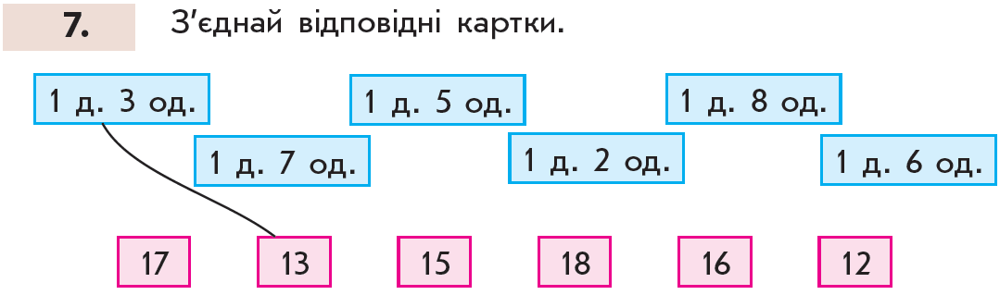 7. З’єднай відповідні картки.
1 д. 3 од. 1 д. 5 од. 1 д. 8 од.
1 д. 7 од. 1 д. 2 од. 1 д. 6 од.
17 13 15 18 16 12